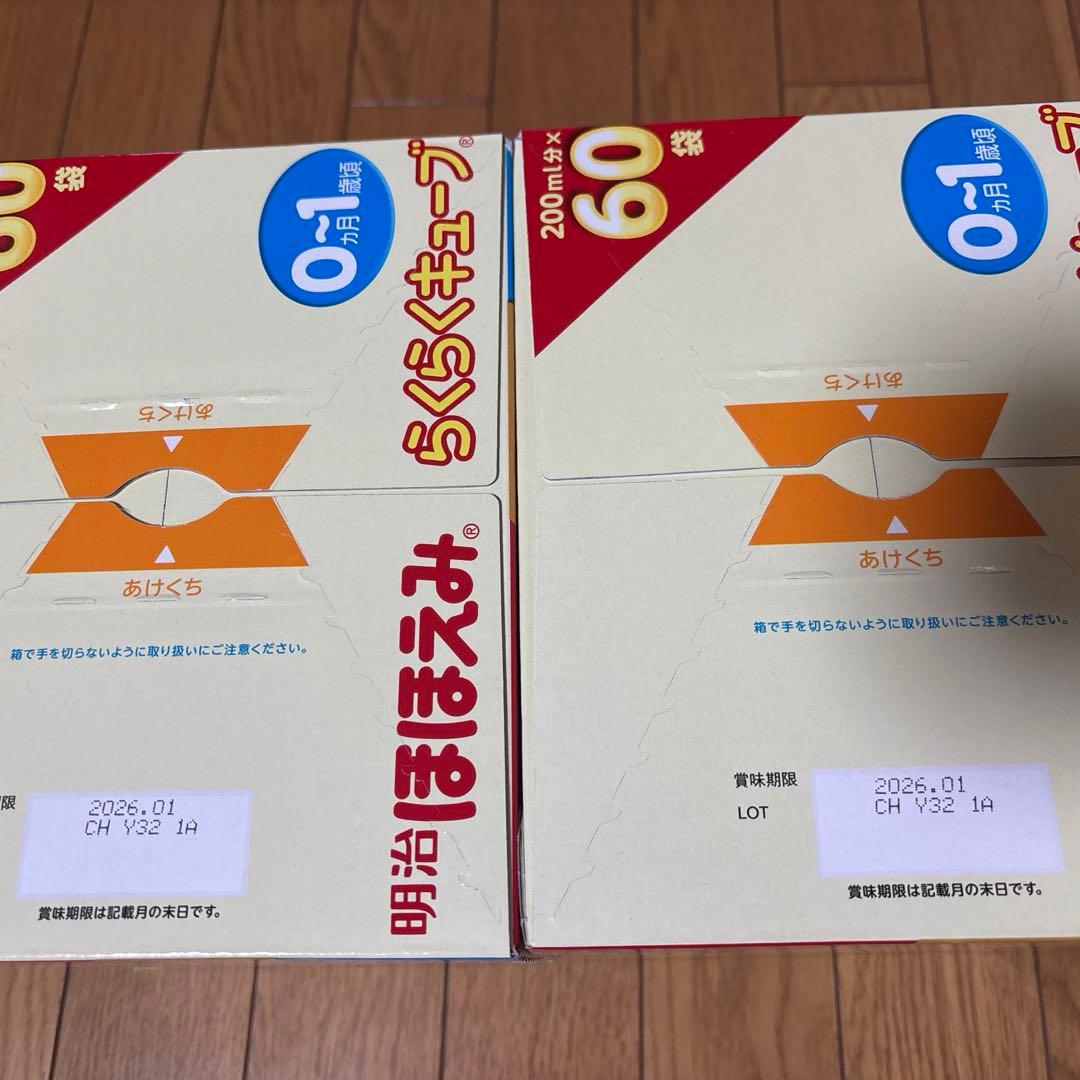 60袋
0ヵ月~1歳頃
らくらくキューブ®
あけくち
あけくち
箱で手を切らないように取り扱いにご注意ください。
明治ほほえみ®
限
2026.01
CH Y32 1A
賞味期限は記載月の末日です。
200ml分×
60袋
0ヵ月~1歳頃
ブ
あけくち
あけくち
箱で手を切らないように取り扱いにご注意ください。
賞味期限
2026.01
LOT
CH Y32 1A
賞味期限は記載月の末日です。